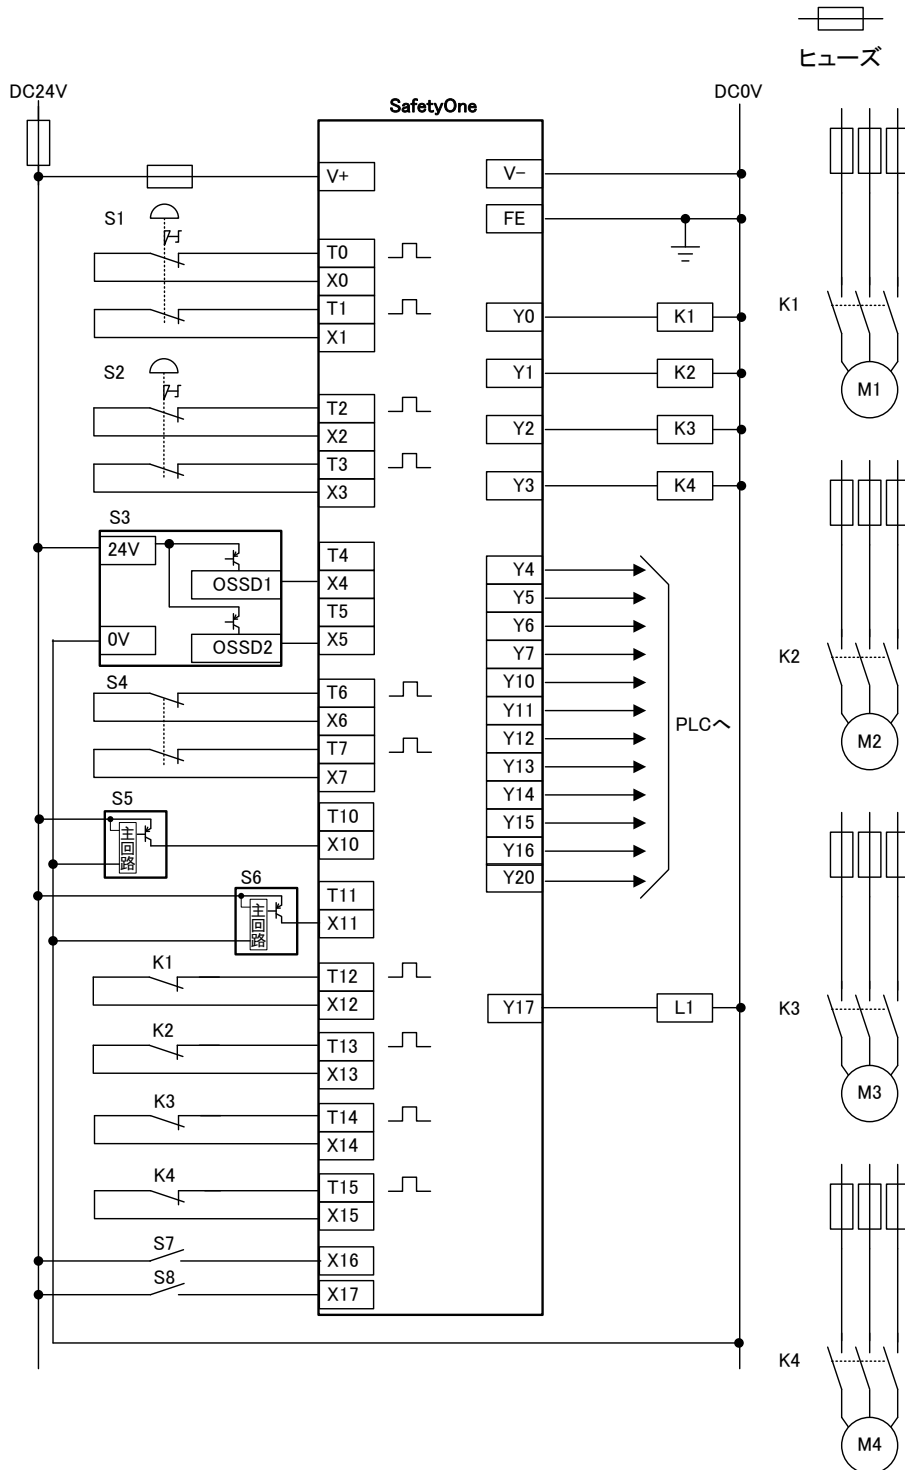 ヒューズ
DC24V
SafetyOne
DC0V
V+
V-
S1
FE
T0
X0
T1
X1
Y0
K1
K1
M1
S2
Y1
K2
T2
X2
Y2
K3
T3
X3
Y3
K4
S3
24V
OSSD1
0V
OSSD2
T4
X4
T5
X5
Y4
Y5
Y6
Y7
Y10
Y11
Y12
Y13
Y14
Y15
Y16
Y20
PLCへ
K2
M2
S4
T6
X6
T7
X7
S5
主回路
T10
X10
S6
主回路
T11
X11
K1
T12
X12
Y17
L1
K3
M3
K2
T13
X13
K3
T14
X14
K4
T15
X15
S7
X16
S8
X17
K4
M4